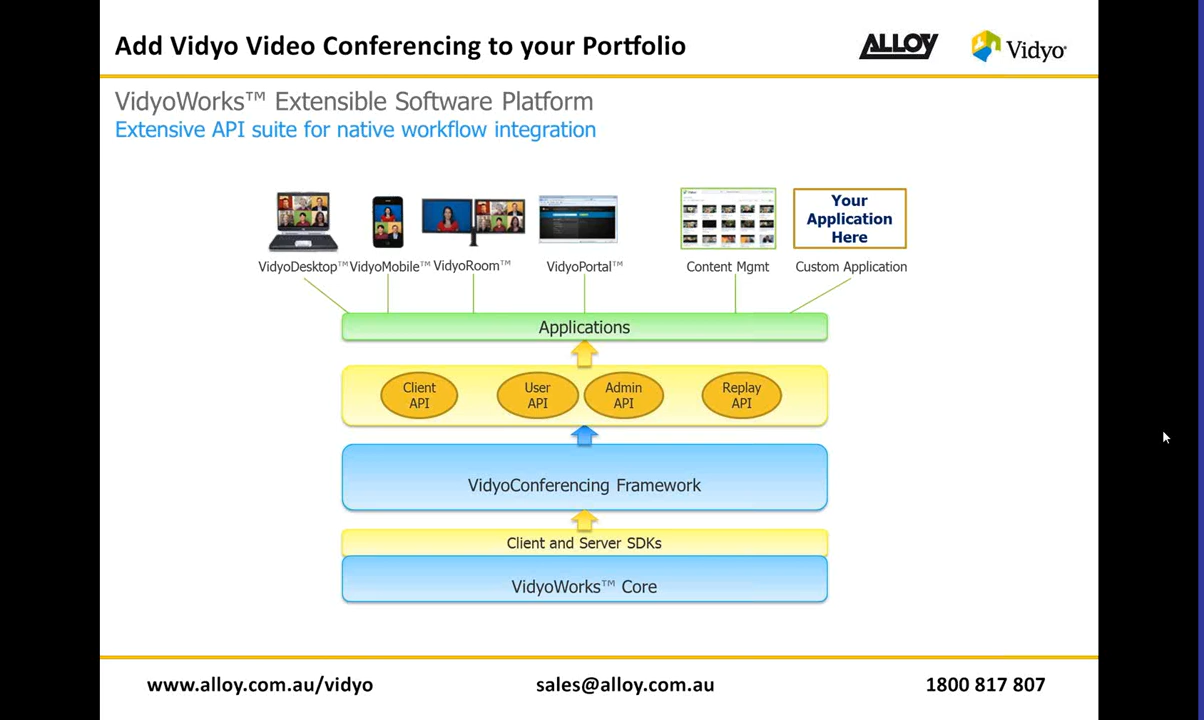 Add Vidyo Video Conferencing to your Portfolio
ALLOY
Vidyo
VidyoWorks™ Extensible Software Platform
Extensive API suite for native workflow integration
Your
Application
Here
VidyoDesktop™ VidyoMobile™ VidyoRoom™ VidyoPortal™ Content Mgmt Custom Application
Applications
Client
API
User
API
Admin
API
Replay
API
VidyoConferencing Framework
Client and Server SDKs
VidyoWorks™ Core
www.alloy.com.au/vidyo sales@alloy.com.au 1800 817 807